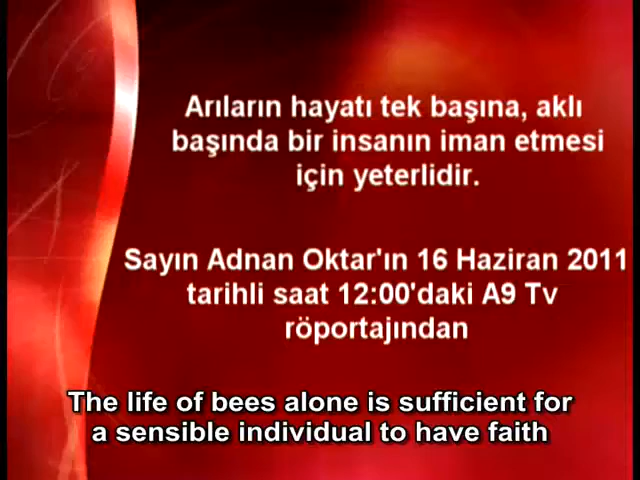 Arıların hayatı tek başına, aklı
başında bir insanın iman etmesi
için yeterlidir.
Sayın Adnan Oktar'ın 16 Haziran 2011
tarihli saat 12:00'daki A9 Tv
röportajından
The life of bees alone is sufficient for
a sensible individual to have faith